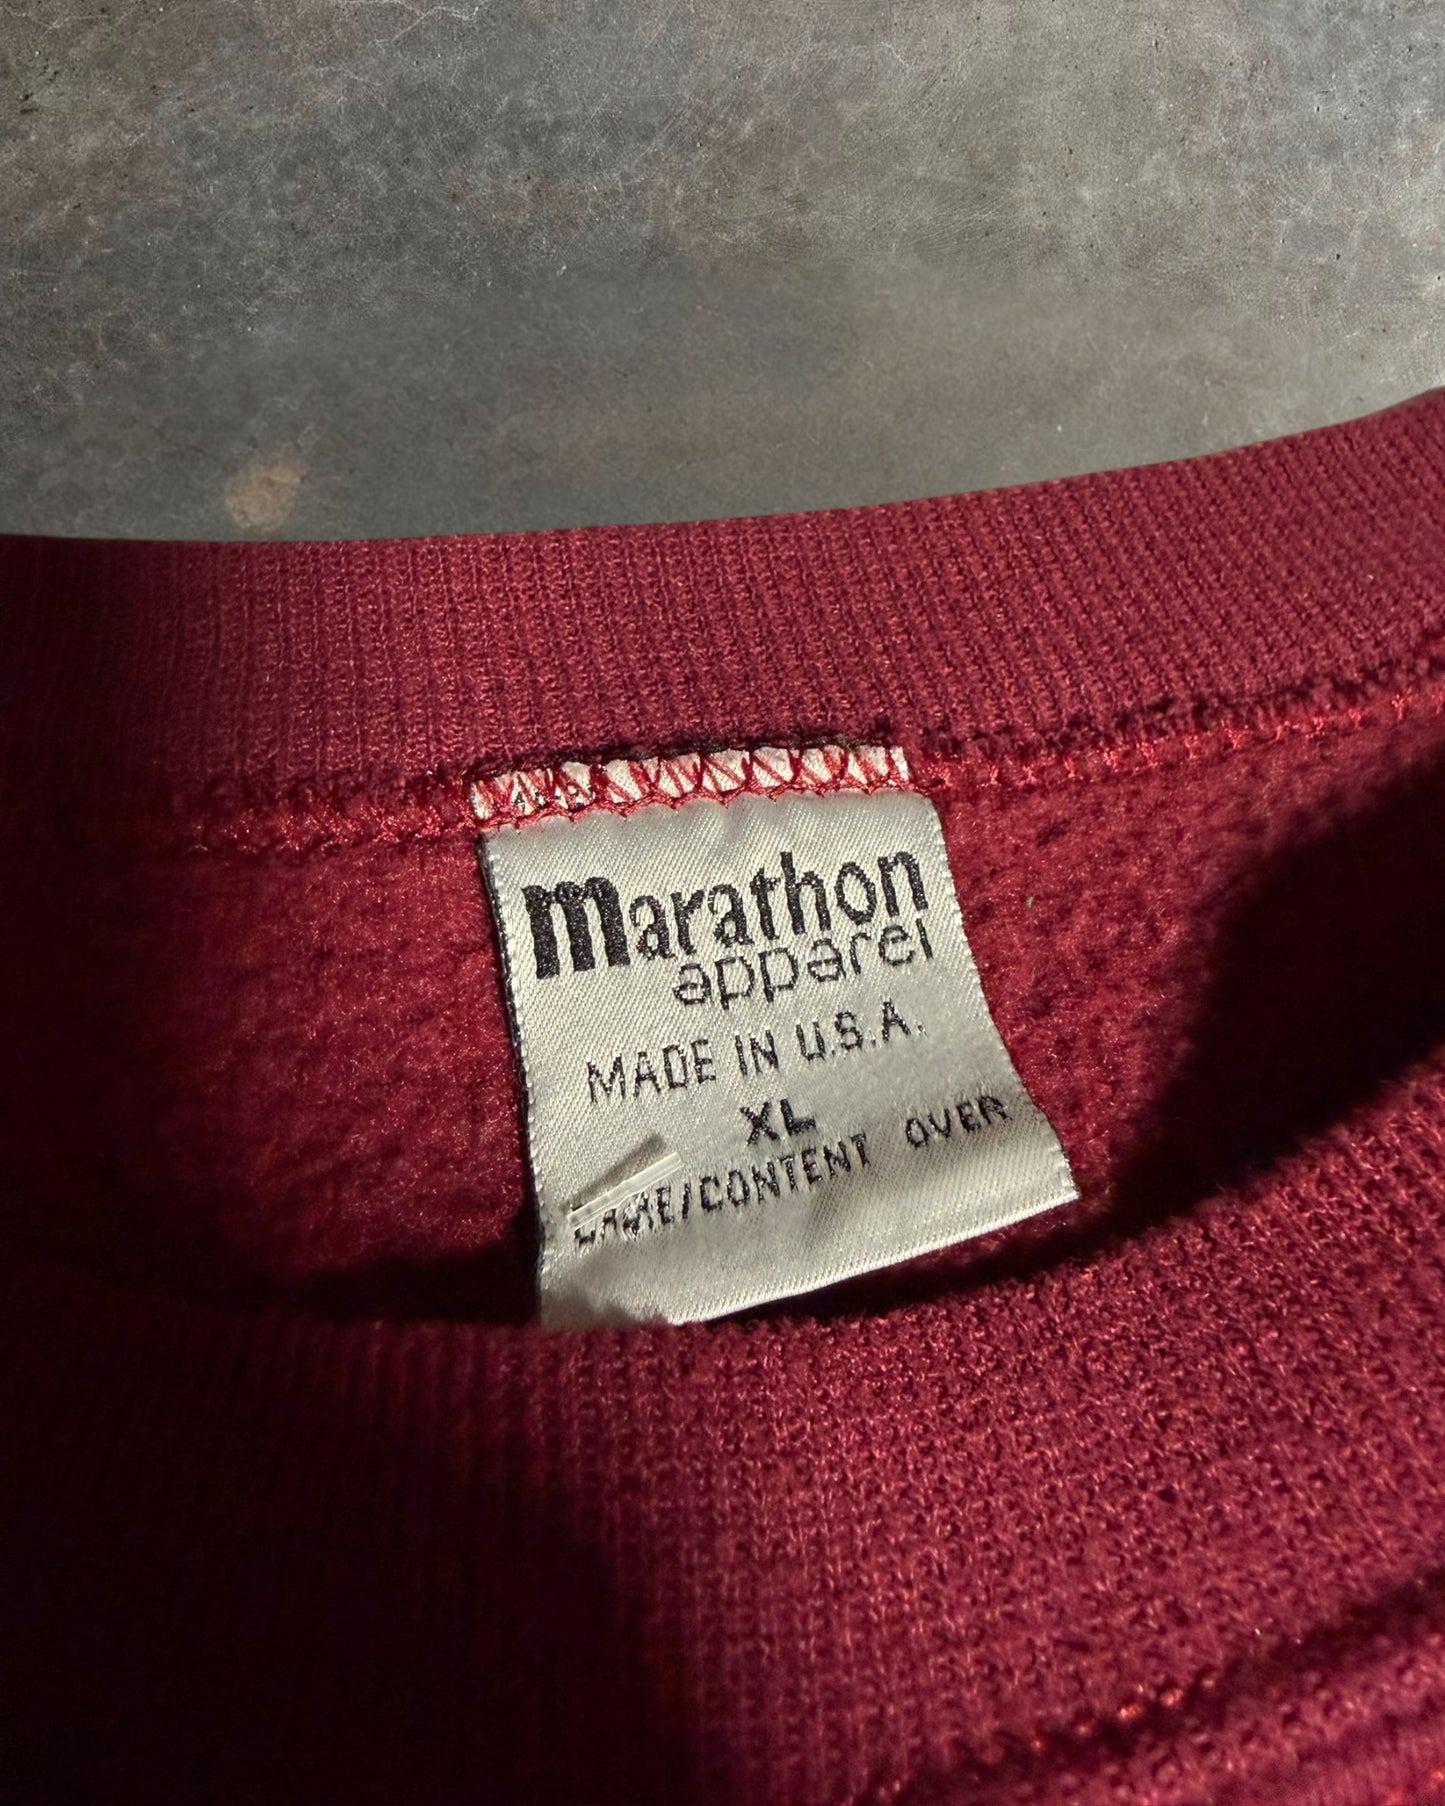 marathon
apparel
MADE IN U.S.A.
XL
CARE/CONTENT OVER